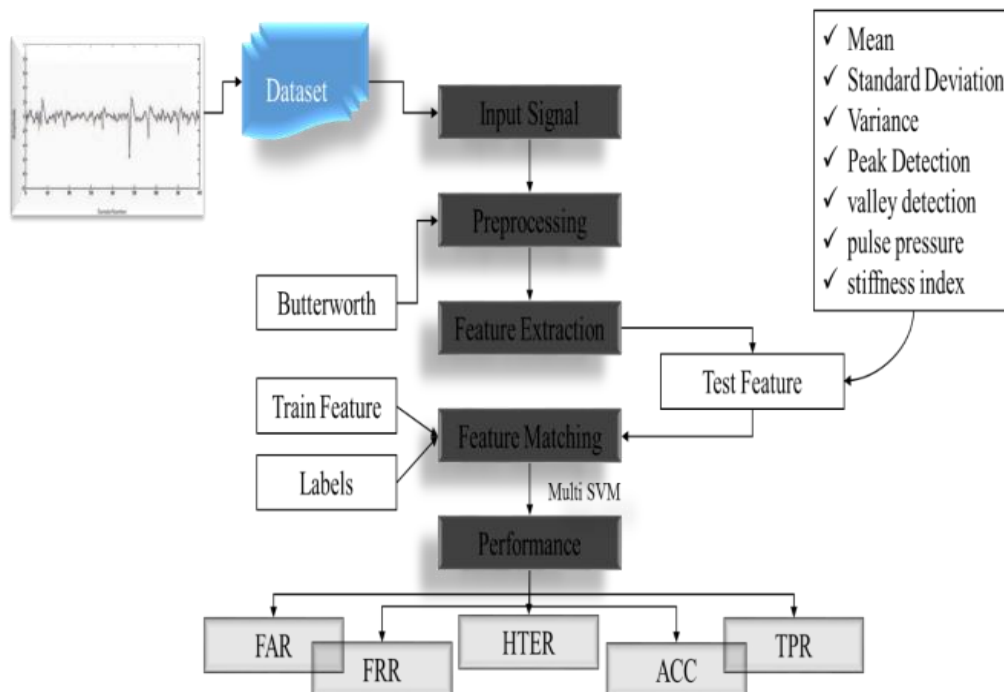 Dataset
Input Signal
Preprocessing
Butterworth
Feature Extraction
✓ Mean
✓ Standard Deviation
✓ Variance
✓ Peak Detection
✓ valley detection
✓ pulse pressure
✓ stiffness index
Test Feature
Train Feature
Feature Matching
Labels
Multi SVM
Performance
FAR
FRR
HTER
ACC
TPR